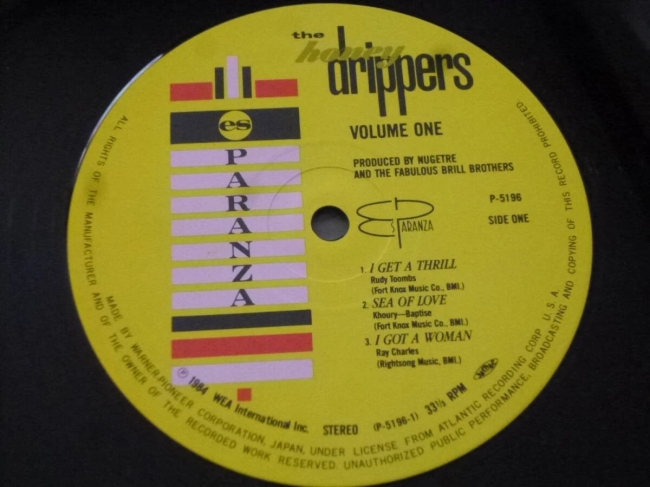 the
honey
drippers
VOLUME ONE
PRODUCED BY NUGETRE
AND THE FABULOUS BRILL BROTHERS
es
PARANZA
P-5196
SIDE ONE
ES PARANZA
1. I GET A THRILL
Rudy Toombs
(Fort Knox Music Co., BMI.)
2. SEA OF LOVE
Khoury—Baptise
(Fort Knox Music Co., BMI.)
3. I GOT A WOMAN
Ray Charles
(Rightsong Music, BMI.)
℗ 1984 WEA International Inc. STEREO (P-5196-1) 33⅓ RPM
MADE BY WARNER-PIONEER CORPORATION, JAPAN, UNDER LICENSE FROM ATLANTIC RECORDING CORP. U.S.A.
ALL RIGHTS OF THE MANUFACTURER AND OF THE OWNER OF THE RECORDED WORK RESERVED. UNAUTHORIZED PUBLIC PERFORMANCE, BROADCASTING AND COPYING OF THIS RECORD PROHIBITED.